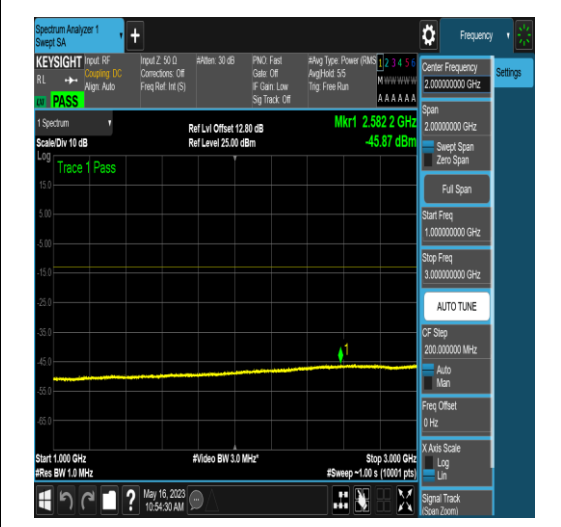 Spectrum Analyzer 1
Swept SA
+
Frequency
KEYSIGHT
RL
LXI
PASS
Input: RF
Coupling: DC
Align: Auto
Input Z: 50 Ω
Corrections: Off
Freq Ref: Int (S)
#Atten: 30 dB
PNO: Fast
Gate: Off
IF Gain: Low
Sig Track: Off
#Avg Type: Power (RMS
Avg|Hold: 5/5
Trig: Free Run
1 2 3 4 5 6
M W W W W W
A A A A A A
1 Spectrum
Scale/Div 10 dB
Ref Lvl Offset 12.80 dB
Ref Level 25.00 dBm
Mkr1 2.582 2 GHz
-45.87 dBm
Log
Trace 1 Pass
15.0
5.00
-5.00
-15.0
-25.0
-35.0
-45.0
-55.0
-65.0
1
Start 1.000 GHz
#Res BW 1.0 MHz
#Video BW 3.0 MHz*
Stop 3.000 GHz
#Sweep ~1.00 s (10001 pts)
?
May 16, 2023
10:54:30 AM
Center Frequency
2.000000000 GHz
Settings
Span
2.00000000 GHz
Swept Span
Zero Span
Full Span
Start Freq
1.000000000 GHz
Stop Freq
3.000000000 GHz
AUTO TUNE
CF Step
200.000000 MHz
Auto
Man
Freq Offset
0 Hz
X Axis Scale
Log
Lin
Signal Track
(Span Zoom)